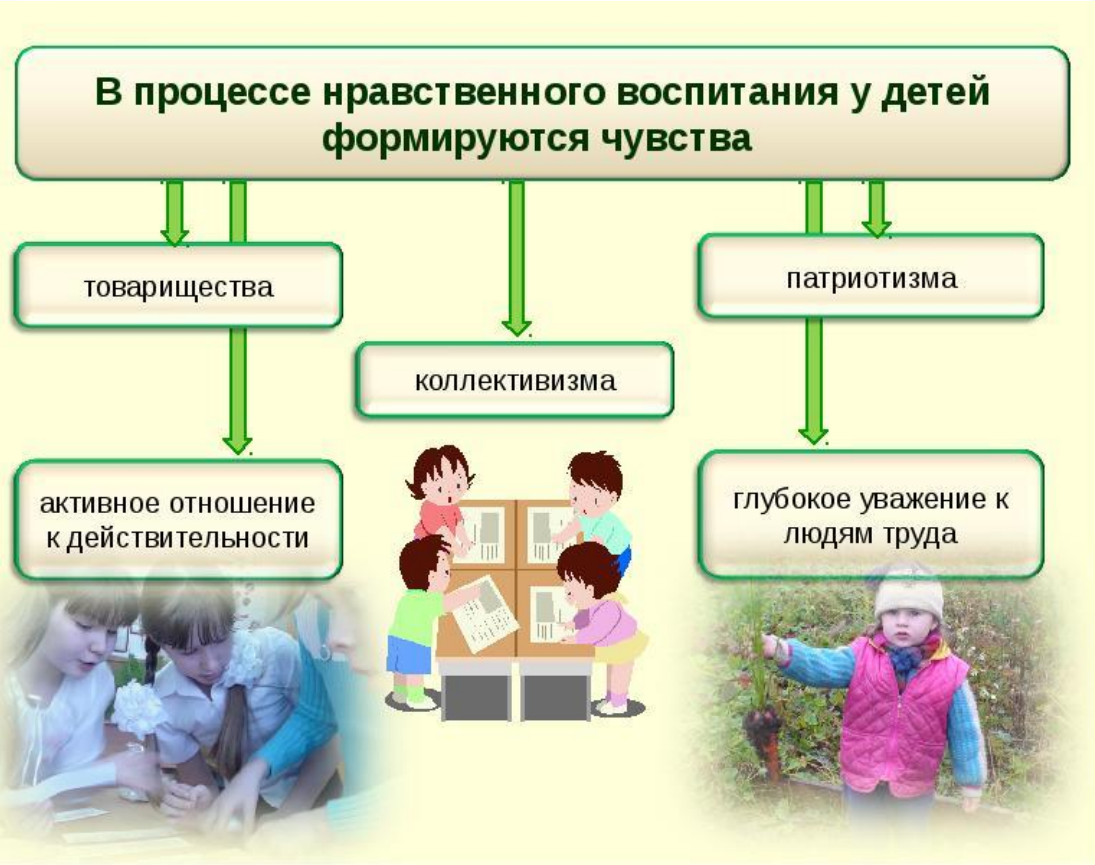 В процессе нравственного воспитания у детей
формируются чувства
товарищества
патриотизма
коллективизма
активное отношение
к действительности
глубокое уважение к
людям труда